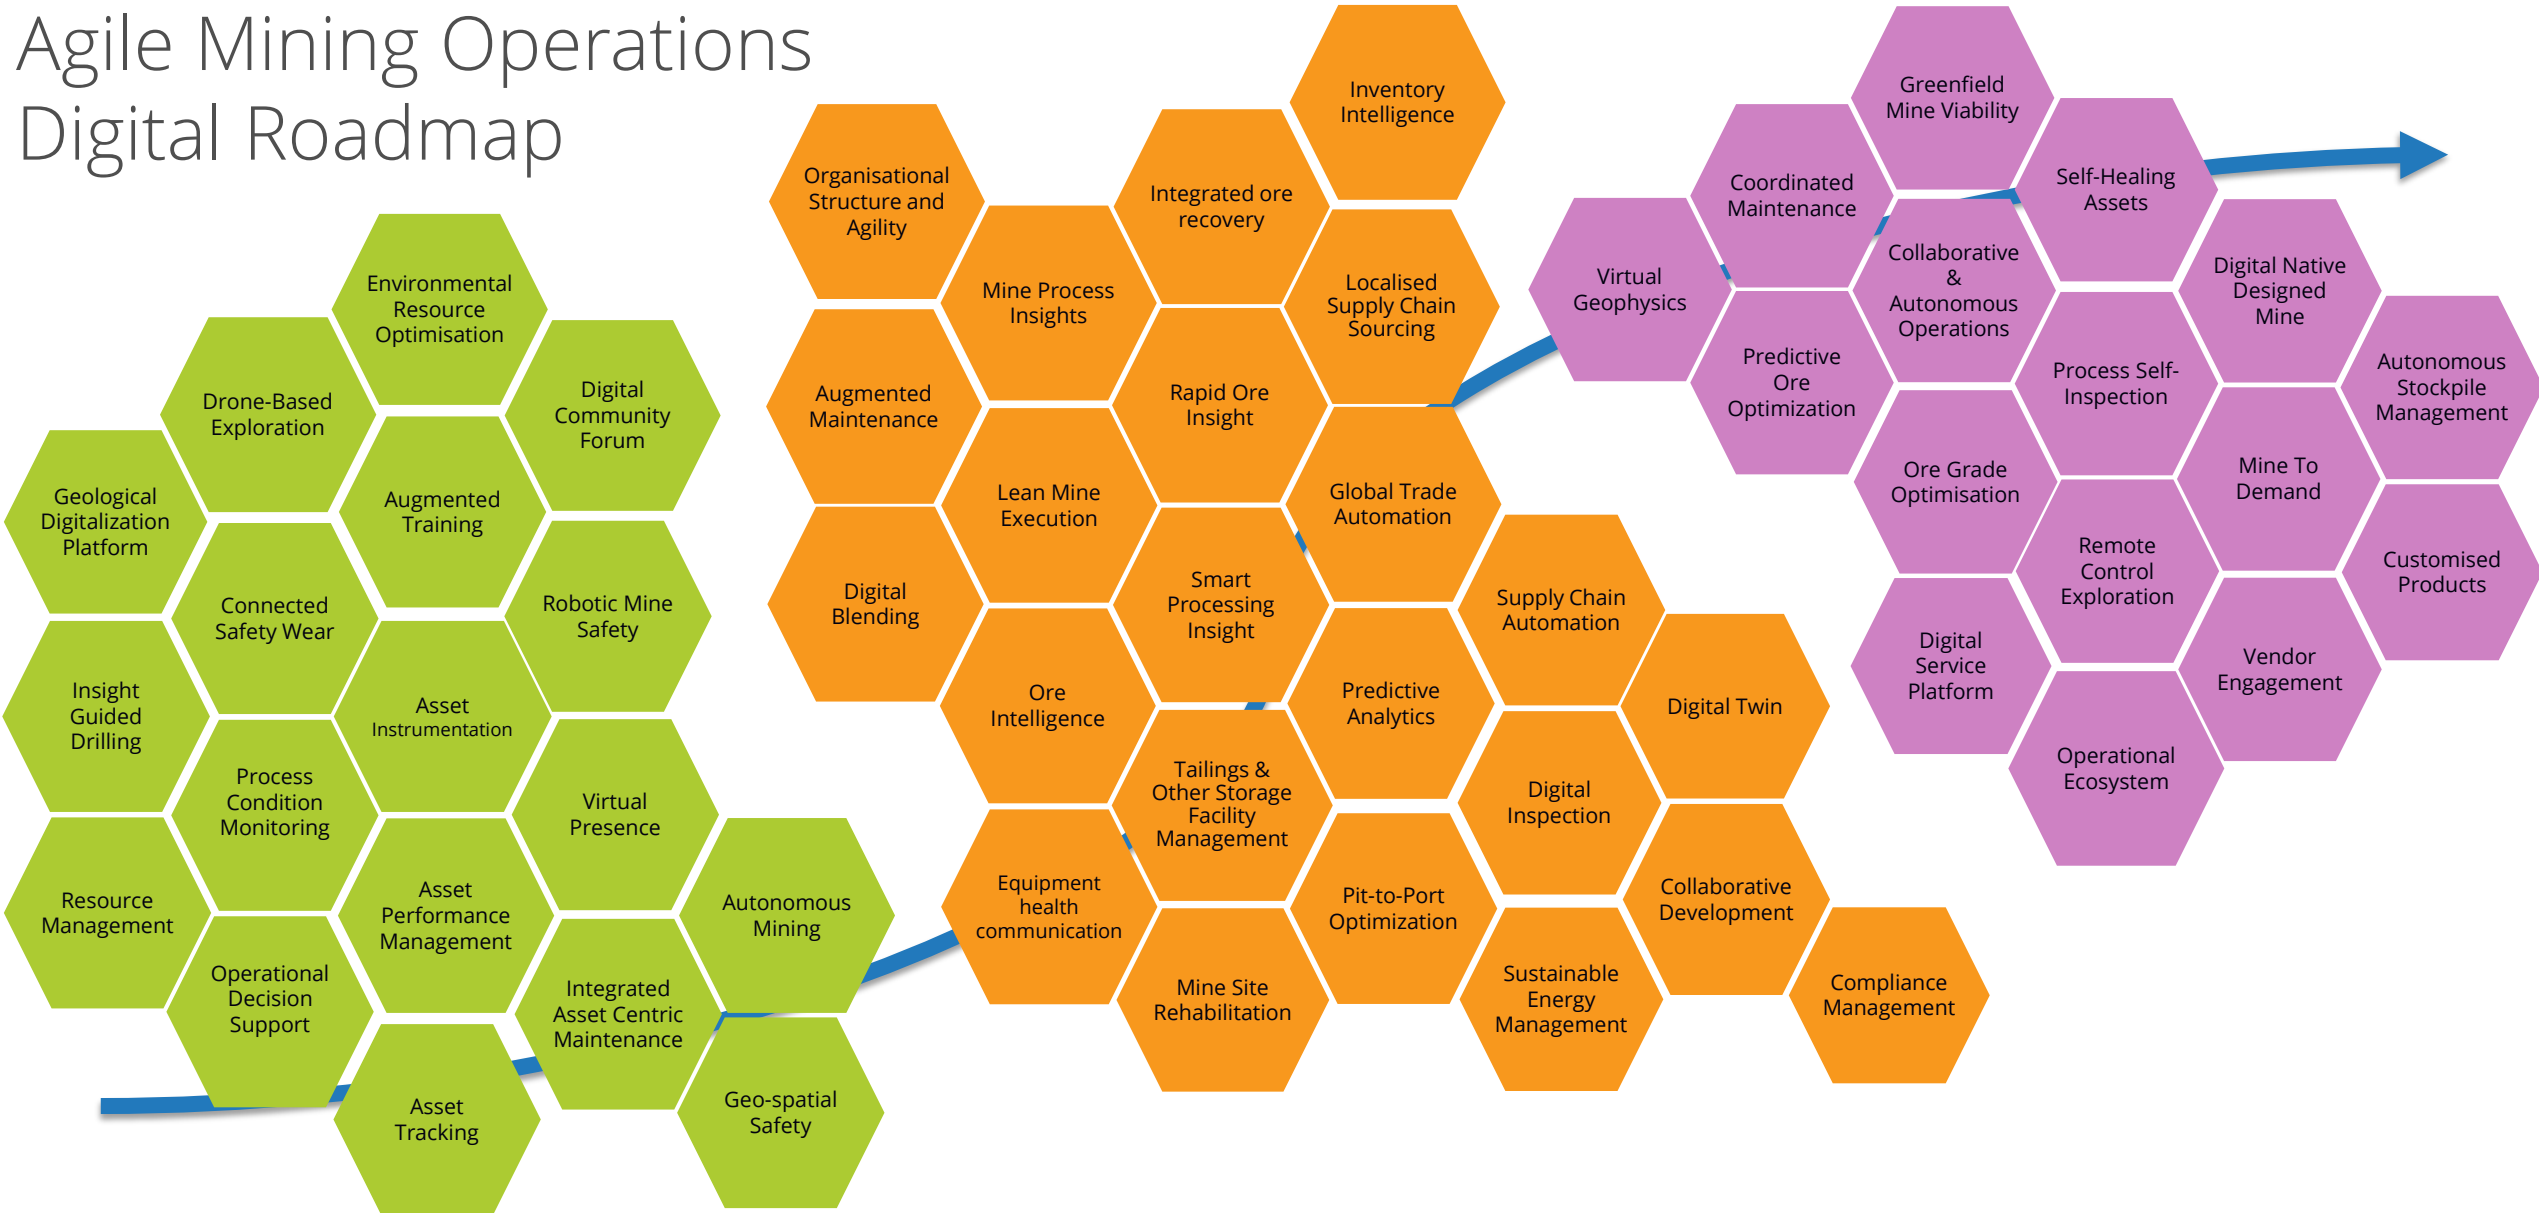 Agile Mining Operations
Digital Roadmap
Environmental
Resource
Optimisation
Drone-Based
Exploration
Digital
Community
Forum
Geological
Digitalization
Platform
Augmented
Training
Connected
Safety Wear
Robotic Mine
Safety
Insight
Guided
Drilling
Asset
Instrumentation
Process
Condition
Monitoring
Virtual
Presence
Resource
Management
Asset
Performance
Management
Autonomous
Mining
Operational
Decision
Support
Integrated
Asset Centric
Maintenance
Asset
Tracking
Geo-spatial
Safety
Inventory
Intelligence
Organisational
Structure and
Agility
Integrated ore
recovery
Mine Process
Insights
Localised
Supply Chain
Sourcing
Augmented
Maintenance
Rapid Ore
Insight
Lean Mine
Execution
Global Trade
Automation
Digital
Blending
Smart
Processing
Insight
Supply Chain
Automation
Ore
Intelligence
Predictive
Analytics
Digital Twin
Tailings &
Other Storage
Facility
Management
Digital
Inspection
Equipment
health
communication
Pit-to-Port
Optimization
Collaborative
Development
Mine Site
Rehabilitation
Sustainable
Energy
Management
Compliance
Management
Greenfield
Mine Viability
Coordinated
Maintenance
Self-Healing
Assets
Virtual
Geophysics
Collaborative
&
Autonomous
Operations
Digital Native
Designed
Mine
Predictive
Ore
Optimization
Process Self-
Inspection
Autonomous
Stockpile
Management
Ore Grade
Optimisation
Mine To
Demand
Remote
Control
Exploration
Customised
Products
Digital
Service
Platform
Vendor
Engagement
Operational
Ecosystem